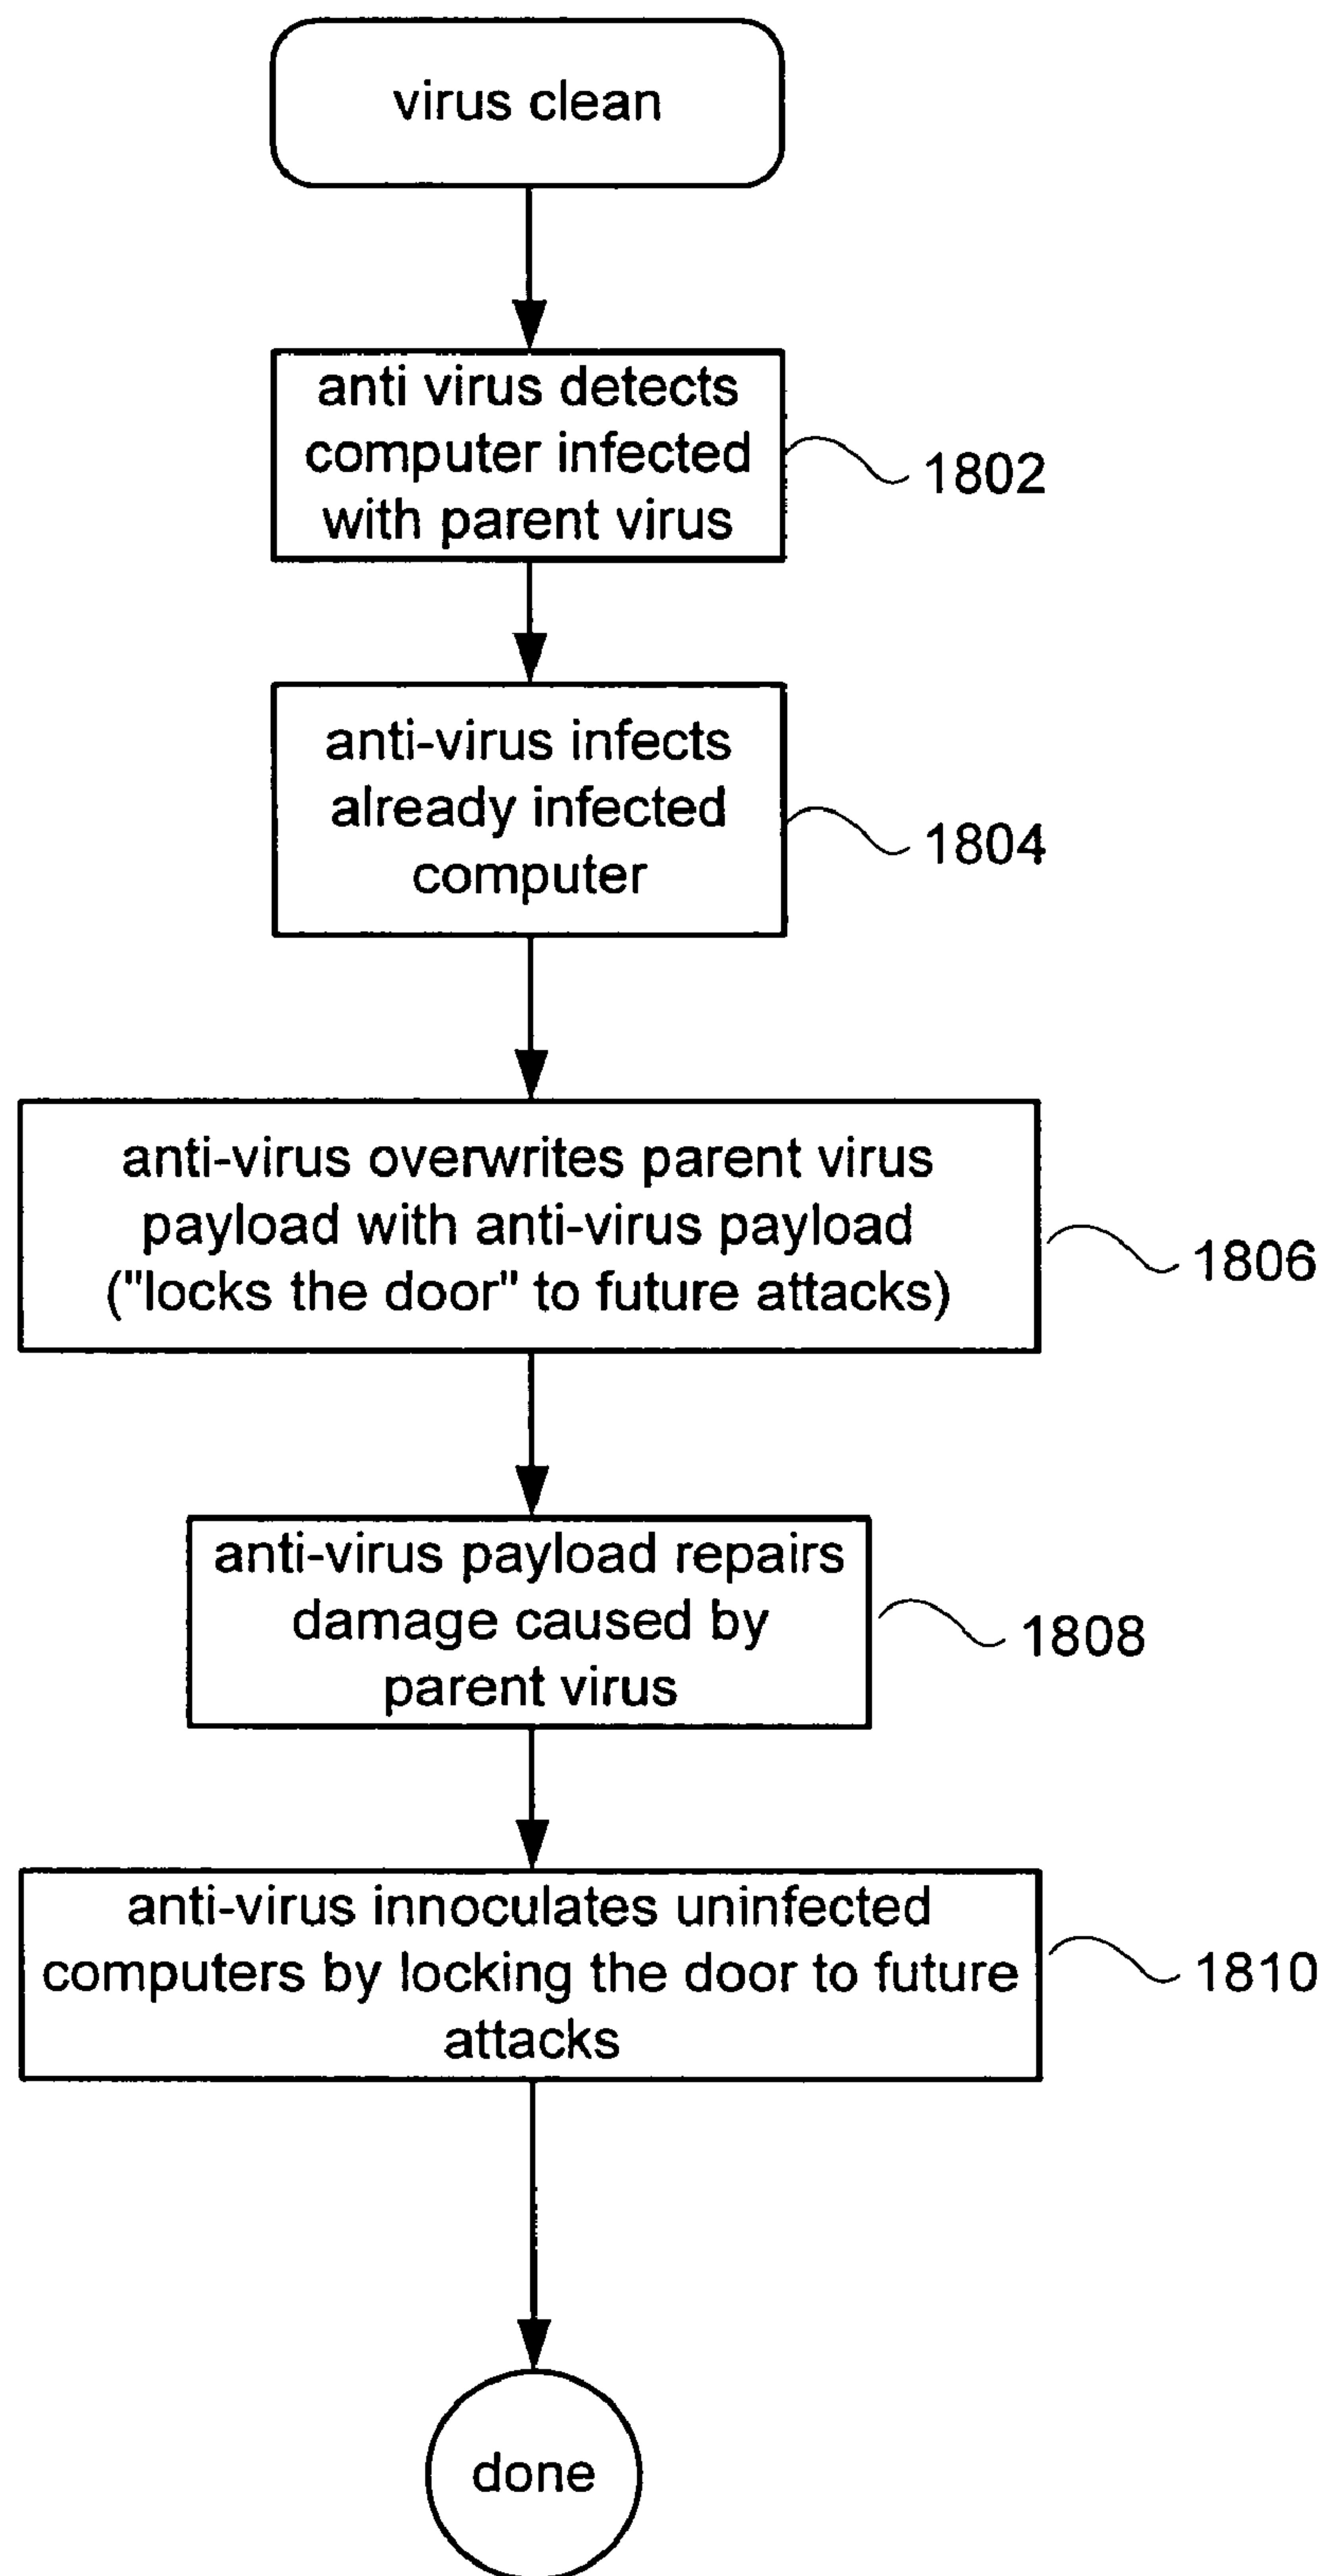 virus clean
anti virus detects
computer infected
with parent virus
1802
anti-virus infects
already infected
computer
1804
anti-virus overwrites parent virus
payload with anti-virus payload
("locks the door" to future attacks)
1806
anti-virus payload repairs
damage caused by
parent virus
1808
anti-virus innoculates uninfected
computers by locking the door to future
attacks
1810
done